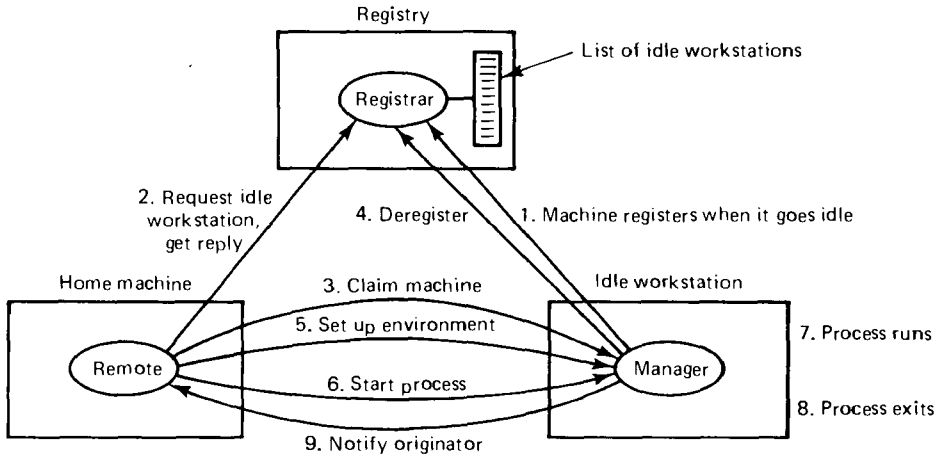 Registry
List of idle workstations
Registrar
2. Request idle
workstation,
get reply
4. Deregister
1. Machine registers when it goes idle
Home machine
3. Claim machine
Idle workstation
5. Set up environment
7. Process runs
Remote
6. Start process
Manager
8. Process exits
9. Notify originator